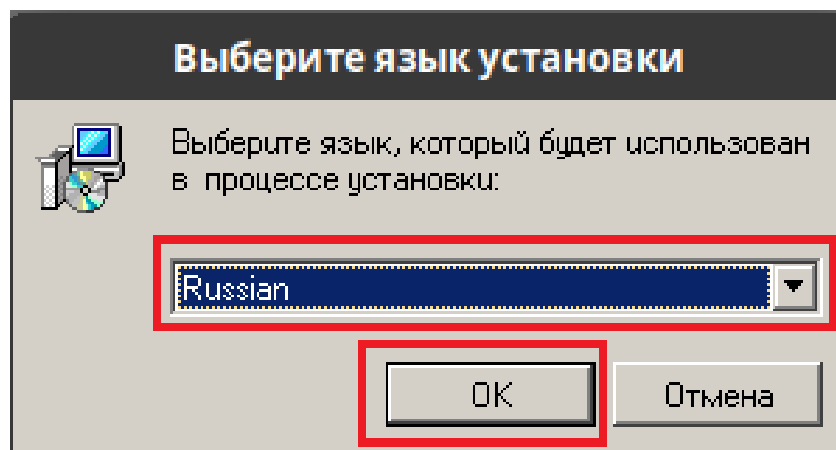 Выберите язык установки
Выберите язык, который будет использован
в процессе установки:
Russian
OK
Отмена